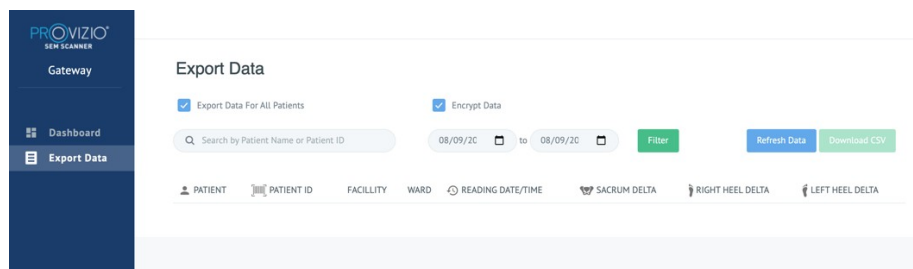 PROVIZIO®
SEM SCANNER
Gateway
Dashboard
Export Data
Export Data
Export Data For All Patients
Encrypt Data
Search by Patient Name or Patient ID
08/09/20 to 08/09/20
Filter
Refresh Data
Download CSV
PATIENT PATIENT ID FACILLITY WARD READING DATE/TIME SACRUM DELTA RIGHT HEEL DELTA LEFT HEEL DELTA